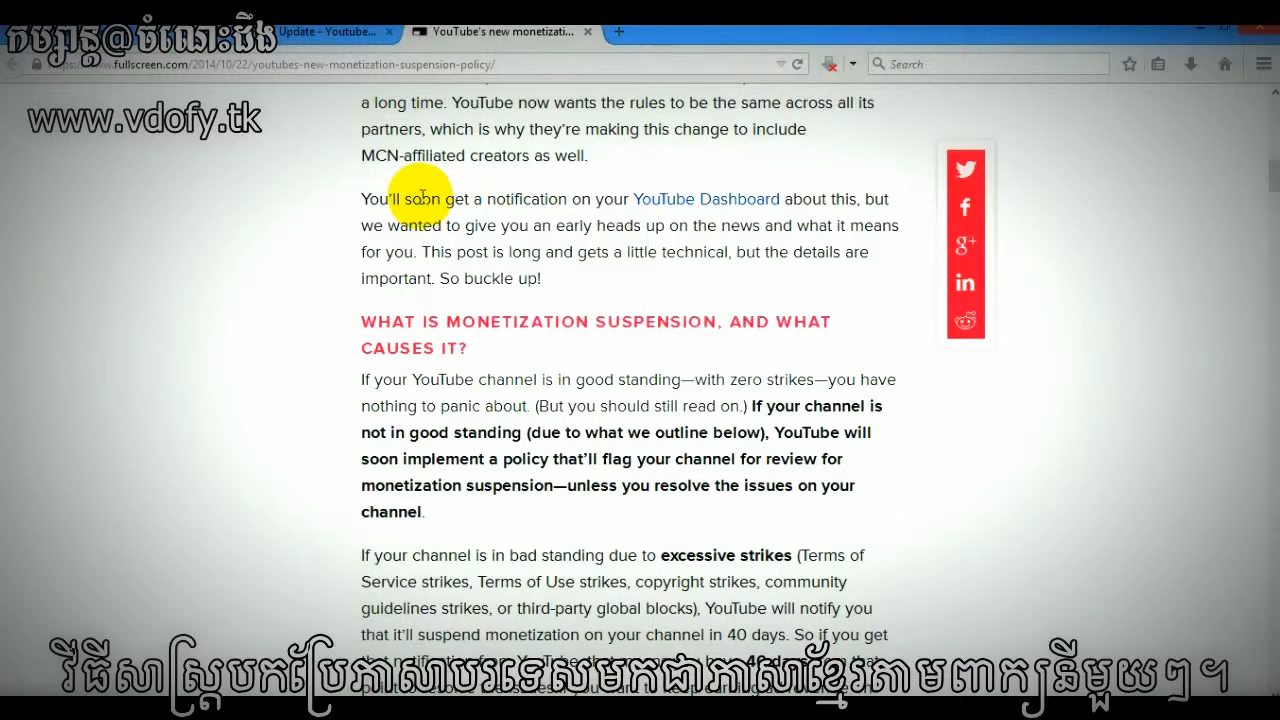 កម្សាន្ត@ចំណេះដឹង
Update - Youtube...
YouTube's new monetizati...
www.fullscreen.com/2014/10/22/youtubes-new-monetization-suspension-policy/
Search
www.vdofy.tk
a long time. YouTube now wants the rules to be the same across all its
partners, which is why they're making this change to include
MCN-affiliated creators as well.
You'll soon get a notification on your YouTube Dashboard about this, but
we wanted to give you an early heads up on the news and what it means
for you. This post is long and gets a little technical, but the details are
important. So buckle up!
WHAT IS MONETIZATION SUSPENSION, AND WHAT
CAUSES IT?
If your YouTube channel is in good standing—with zero strikes—you have
nothing to panic about. (But you should still read on.) If your channel is
not in good standing (due to what we outline below), YouTube will
soon implement a policy that'll flag your channel for review for
monetization suspension—unless you resolve the issues on your
channel.
If your channel is in bad standing due to excessive strikes (Terms of
Service strikes, Terms of Use strikes, copyright strikes, community
guidelines strikes, or third-party global blocks), YouTube will notify you
that it'll suspend monetization on your channel in 40 days. So if you get
វិធីសាស្ត្របកប្រែភាសាបរទេសមកជាភាសាខ្មែរតាមពាក្យនីមួយៗ។